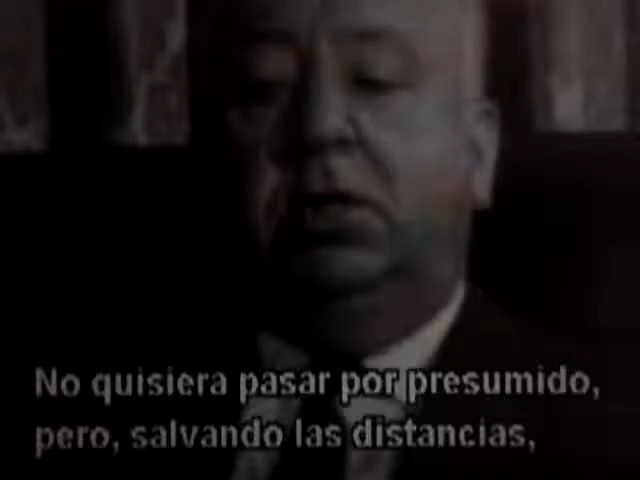 No quisiera pasar por presumido,
pero, salvando las distancias,